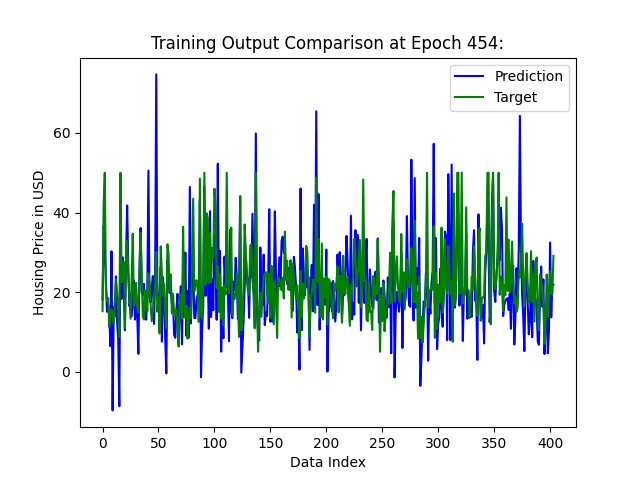 Training Output Comparison at Epoch 454:
Prediction
Target
Housing Price in USD
60
40
20
0
0 50 100 150 200 250 300 350 400
Data Index